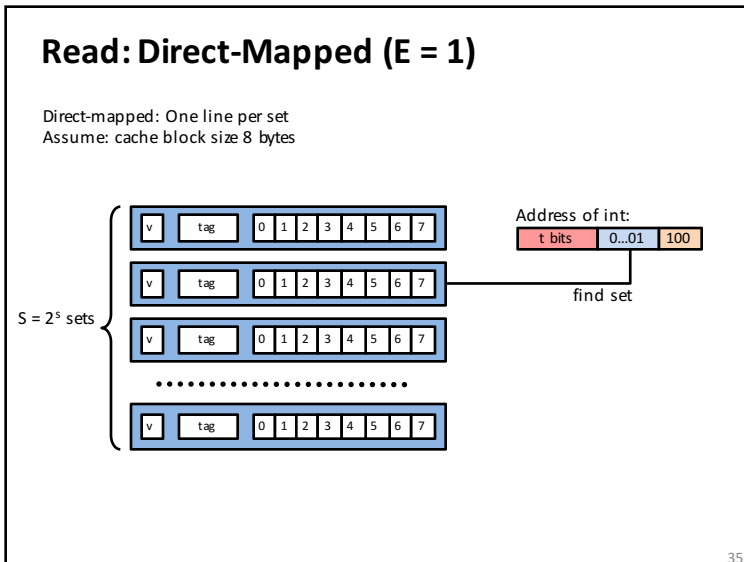 Read: Direct-Mapped (E = 1)
Direct-mapped: One line per set
Assume: cache block size 8 bytes
v tag 0 1 2 3 4 5 6 7
Address of int:
t bits 0...01 100
v tag 0 1 2 3 4 5 6 7
find set
S = 2ˢ sets
v tag 0 1 2 3 4 5 6 7
v tag 0 1 2 3 4 5 6 7
35